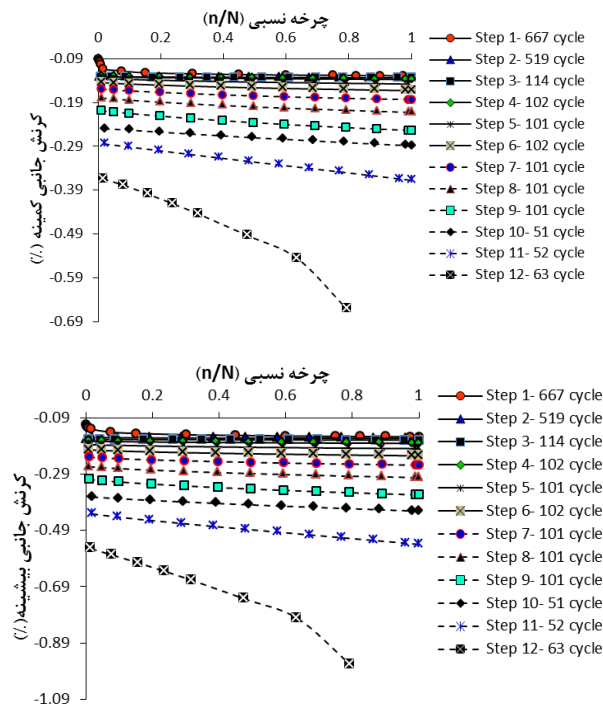 چرخه نسبی (n/N)
0 0.2 0.4 0.6 0.8 1
-0.09
-0.19
-0.29
-0.39
-0.49
-0.59
-0.69
کرنش جانبی کمینه (٪)
Step 1- 667 cycle
Step 2- 519 cycle
Step 3- 114 cycle
Step 4- 102 cycle
Step 5- 101 cycle
Step 6- 102 cycle
Step 7- 101 cycle
Step 8- 101 cycle
Step 9- 101 cycle
Step 10- 51 cycle
Step 11- 52 cycle
Step 12- 63 cycle
چرخه نسبی (n/N)
0 0.2 0.4 0.6 0.8 1
-0.09
-0.29
-0.49
-0.69
-0.89
-1.09
کرنش جانبی بیشینه(٪)
Step 1- 667 cycle
Step 2- 519 cycle
Step 3- 114 cycle
Step 4- 102 cycle
Step 5- 101 cycle
Step 6- 102 cycle
Step 7- 101 cycle
Step 8- 101 cycle
Step 9- 101 cycle
Step 10- 51 cycle
Step 11- 52 cycle
Step 12- 63 cycle